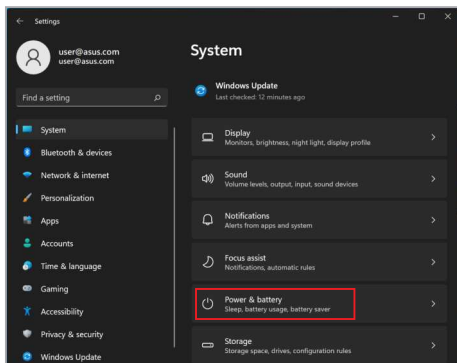 Settings
user@asus.com
user@asus.com
Find a setting
System
Bluetooth & devices
Network & internet
Personalization
Apps
Accounts
Time & language
Gaming
Accessibility
Privacy & security
Windows Update
System
Windows Update
Last checked: 12 minutes ago
Display
Monitors, brightness, night light, display profile
Sound
Volume levels, output, input, sound devices
Notifications
Alerts from apps and system
Focus assist
Notifications, automatic rules
Power & battery
Sleep, battery usage, battery saver
Storage
Storage space, drives, configuration rules